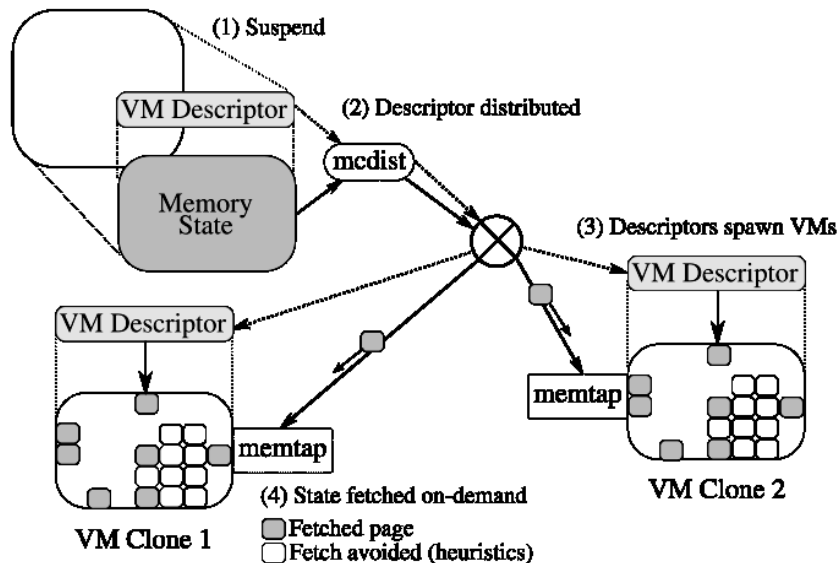 (1) Suspend
VM Descriptor
(2) Descriptor distributed
mcdist
Memory
State
(3) Descriptors spawn VMs
VM Descriptor
VM Descriptor
memtap
memtap
(4) State fetched on-demand
VM Clone 2
VM Clone 1
Fetched page
Fetch avoided (heuristics)